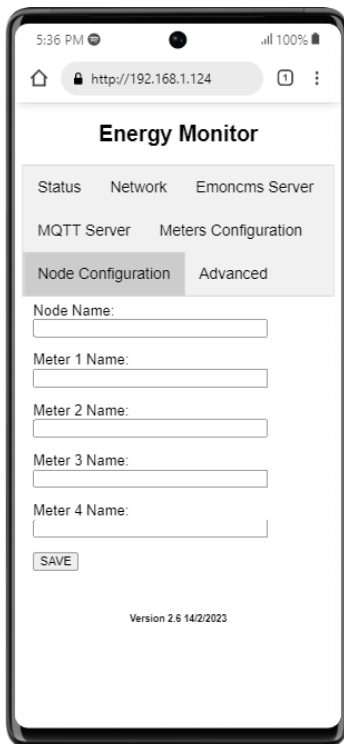 5:36 PM 100%
http://192.168.1.124 1
Energy Monitor
Status Network Emoncms Server
MQTT Server Meters Configuration
Node Configuration Advanced
Node Name:
Meter 1 Name:
Meter 2 Name:
Meter 3 Name:
Meter 4 Name:
SAVE
Version 2.6 14/2/2023